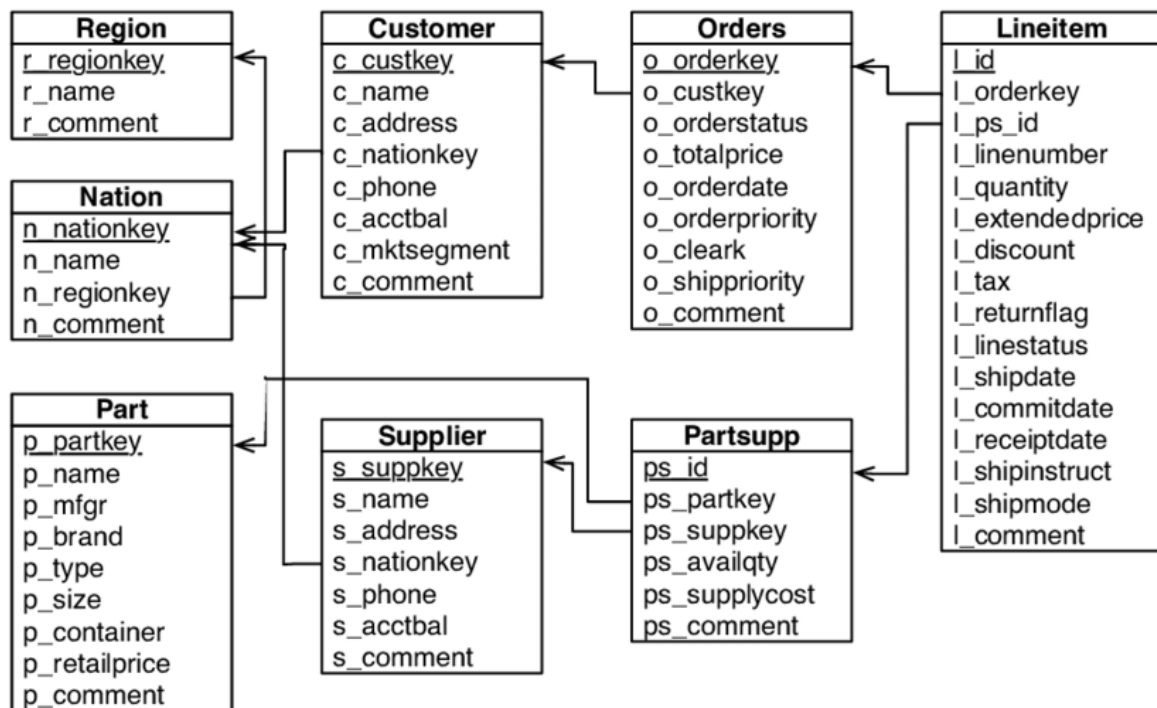 Region
r_regionkey
r_name
r_comment
Nation
n_nationkey
n_name
n_regionkey
n_comment
Part
p_partkey
p_name
p_mfgr
p_brand
p_type
p_size
p_container
p_retailprice
p_comment
Customer
c_custkey
c_name
c_address
c_nationkey
c_phone
c_acctbal
c_mktsegment
c_comment
Supplier
s_suppkey
s_name
s_address
s_nationkey
s_phone
s_acctbal
s_comment
Orders
o_orderkey
o_custkey
o_orderstatus
o_totalprice
o_orderdate
o_orderpriority
o_cleark
o_shippriority
o_comment
Partsupp
ps_id
ps_partkey
ps_suppkey
ps_availqty
ps_supplycost
ps_comment
Lineitem
l_id
l_orderkey
l_ps_id
l_linenumber
l_quantity
l_extendedprice
l_discount
l_tax
l_returnflag
l_linestatus
l_shipdate
l_commitdate
l_receiptdate
l_shipinstruct
l_shipmode
l_comment